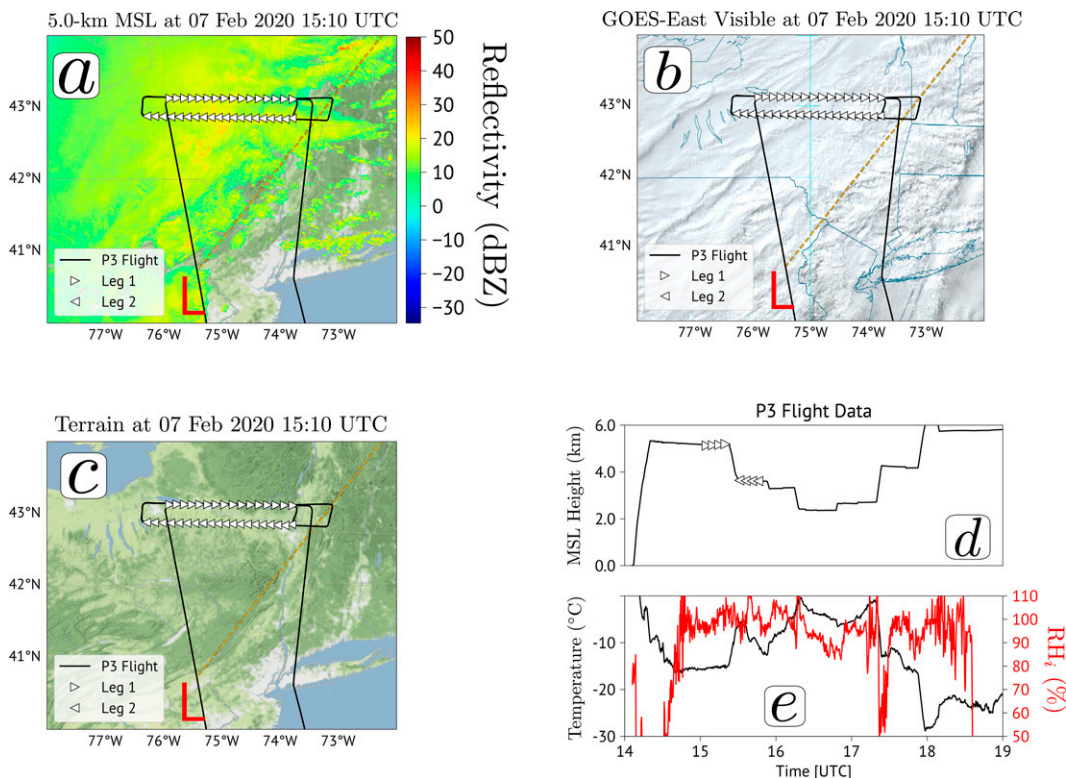 5.0-km MSL at 07 Feb 2020 15:10 UTC
a
43°N
42°N
41°N
77°W 76°W 75°W 74°W 73°W
P3 Flight
Leg 1
Leg 2
L
50
40
30
20
10
0
-10
-20
-30
Reflectivity (dBZ)
GOES-East Visible at 07 Feb 2020 15:10 UTC
b
43°N
42°N
41°N
77°W 76°W 75°W 74°W 73°W
P3 Flight
Leg 1
Leg 2
L
Terrain at 07 Feb 2020 15:10 UTC
c
43°N
42°N
41°N
77°W 76°W 75°W 74°W 73°W
P3 Flight
Leg 1
Leg 2
L
P3 Flight Data
MSL Height (km)
6.0
4.0
2.0
0.0
d
Temperature (°C)
-10
-20
-30
e
110
100
90
80
70
60
50
RHi (%)
14 15 16 17 18 19
Time [UTC]